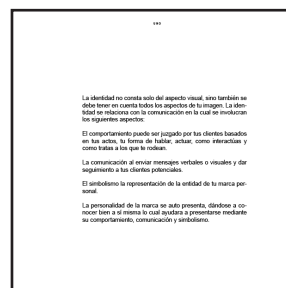 La identidad no consta solo del aspecto visual, sino también se
debe tener en cuenta todos los aspectos de tu imagen. La iden-
tidad se relaciona con la comunicación en la cual se involucran
los siguientes aspectos:
El comportamiento puede ser juzgado por tus clientes basados
en tus actos, tu forma de hablar, actuar, como interactúas y
como tratas a los que te rodean.
La comunicación al enviar mensajes verbales o visuales y dar
seguimiento a tus clientes potenciales.
El simbolismo la representación de la entidad de tu marca per-
sonal.
La personalidad de la marca se auto presenta, dándose a co-
nocer bien a sí misma lo cual ayudara a presentarse mediante
su comportamiento, comunicación y simbolismo.